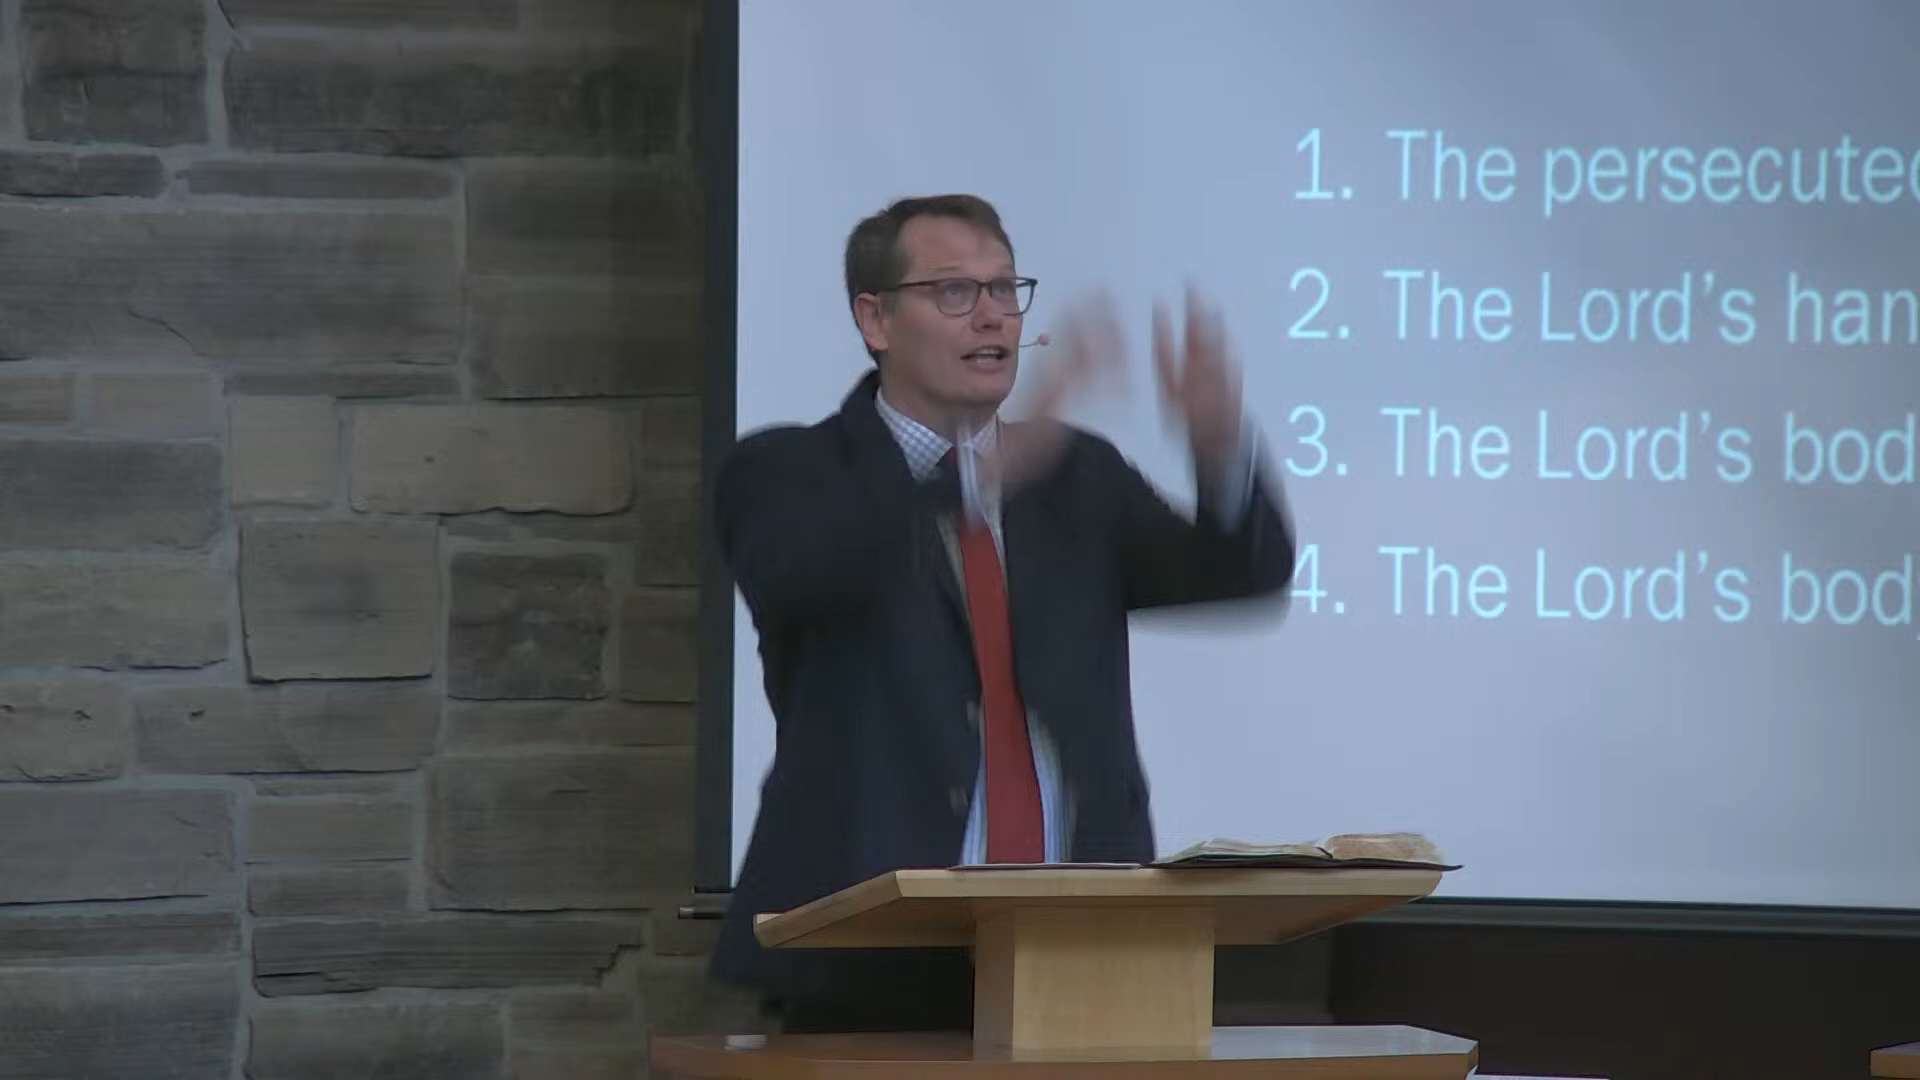 1. The persecuted
2. The Lord’s han
3. The Lord’s bod
4. The Lord’s body